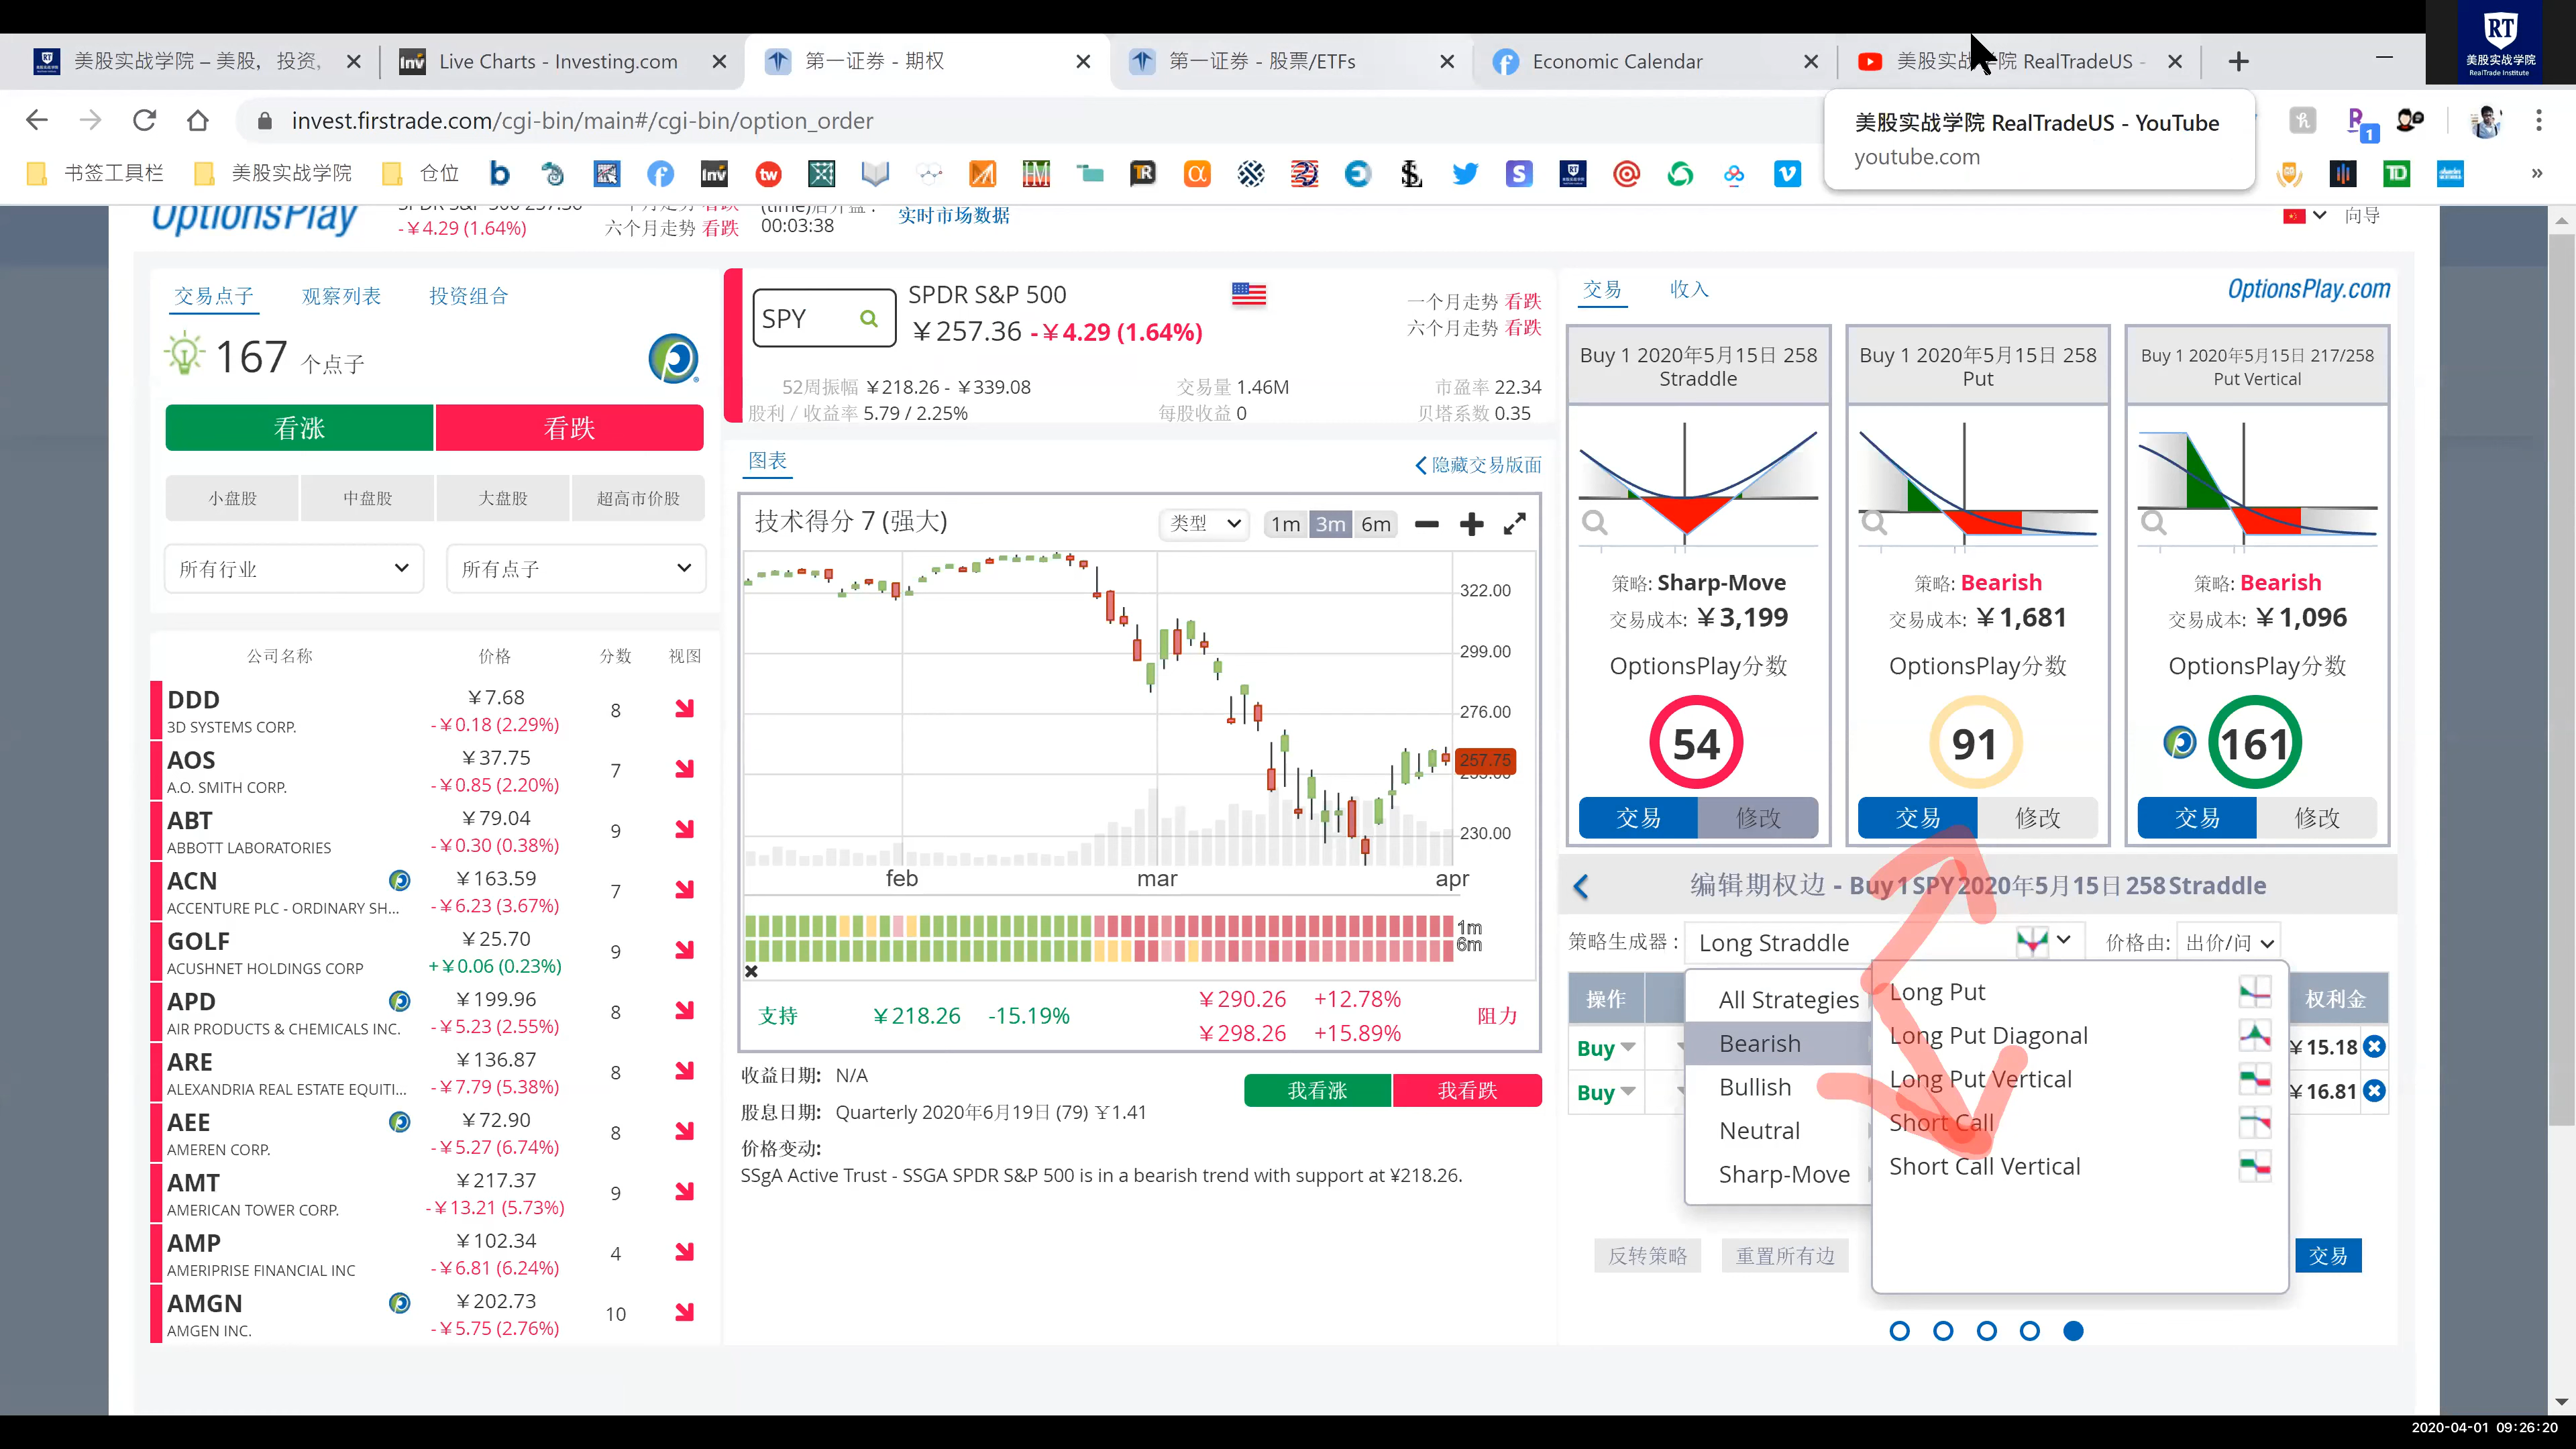 美股实战学院 – 美股，投资,
Live Charts - Investing.com
第一证券 - 期权
第一证券 - 股票/ETFs
Economic Calendar
美股实战学院 RealTradeUS -
RT
美股实战学院
RealTrade Institute
invest.firstrade.com/cgi-bin/main#/cgi-bin/option_order
美股实战学院 RealTradeUS - YouTube
youtube.com
书签工具栏
美股实战学院
仓位
OptionsPlay
- ¥4.29 (1.64%)
六个月走势 看跌
00:03:38
实时市场数据
向导
交易点子
观察列表
投资组合
167 个点子
看涨
看跌
小盘股
中盘股
大盘股
超高市价股
所有行业
所有点子
公司名称 价格 分数 视图
DDD ¥7.68 8
3D SYSTEMS CORP. -¥0.18 (2.29%)
AOS ¥37.75 7
A.O. SMITH CORP. -¥0.85 (2.20%)
ABT ¥79.04 9
ABBOTT LABORATORIES -¥0.30 (0.38%)
ACN ¥163.59 7
ACCENTURE PLC - ORDINARY SH... -¥6.23 (3.67%)
GOLF ¥25.70 9
ACUSHNET HOLDINGS CORP +¥0.06 (0.23%)
APD ¥199.96 8
AIR PRODUCTS & CHEMICALS INC. -¥5.23 (2.55%)
ARE ¥136.87 8
ALEXANDRIA REAL ESTATE EQUITI... -¥7.79 (5.38%)
AEE ¥72.90 8
AMEREN CORP. -¥5.27 (6.74%)
AMT ¥217.37 9
AMERICAN TOWER CORP. -¥13.21 (5.73%)
AMP ¥102.34 4
AMERIPRISE FINANCIAL INC -¥6.81 (6.24%)
AMGN ¥202.73 10
AMGEN INC. -¥5.75 (2.76%)
SPY
SPDR S&P 500
¥257.36 -¥4.29 (1.64%)
一个月走势 看跌
六个月走势 看跌
52周振幅 ¥218.26 - ¥339.08 交易量 1.46M 市盈率 22.34
股利 / 收益率 5.79 / 2.25% 每股收益 0 贝塔系数 0.35
图表
隐藏交易版面
技术得分 7 (强大)
类型
1m 3m 6m
322.00
299.00
276.00
257.75
230.00
feb mar apr
1m
6m
支持 ¥218.26 -15.19%
¥290.26 +12.78%
¥298.26 +15.89%
阻力
收益日期: N/A
股息日期: Quarterly 2020年6月19日 (79) ¥1.41
价格变动:
SSgA Active Trust - SSGA SPDR S&P 500 is in a bearish trend with support at ¥218.26.
我看涨
我看跌
交易
收入
OptionsPlay.com
Buy 1 2020年5月15日 258
Straddle
策略: Sharp-Move
交易成本: ¥3,199
OptionsPlay分数
54
交易 修改
Buy 1 2020年5月15日 258
Put
策略: Bearish
交易成本: ¥1,681
OptionsPlay分数
91
交易 修改
Buy 1 2020年5月15日 217/258
Put Vertical
策略: Bearish
交易成本: ¥1,096
OptionsPlay分数
161
交易 修改
编辑期权边 - Buy 1 SPY 2020年5月15日 258 Straddle
策略生成器 : Long Straddle
价格由: 出价/问
操作
权利金
Buy ¥15.18
Buy ¥16.81
All Strategies
Bearish
Bullish
Neutral
Sharp-Move
Long Put
Long Put Diagonal
Long Put Vertical
Short Call
Short Call Vertical
反转策略
重置所有边
交易
2020-04-01 09:26:20